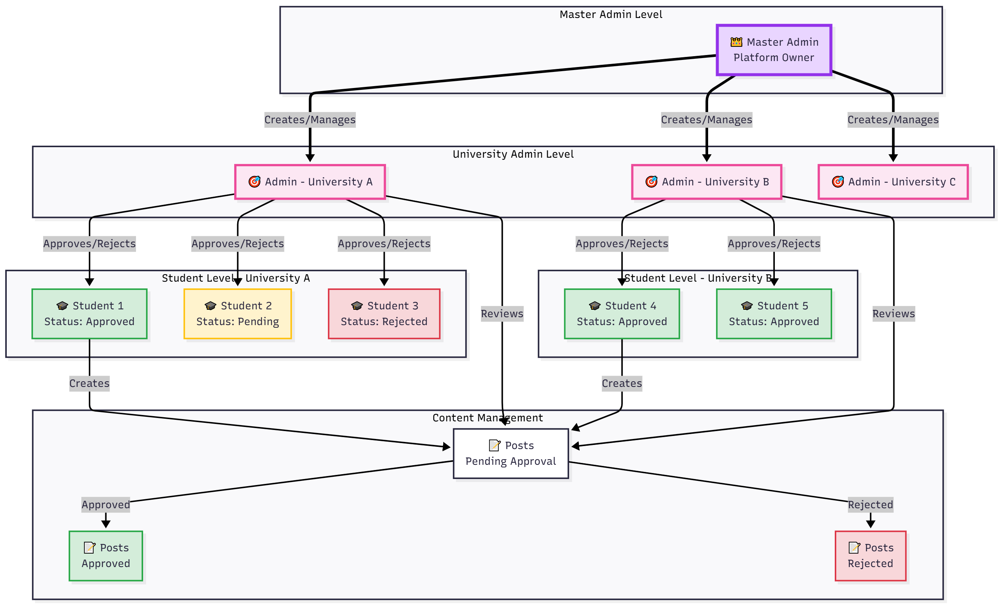 Master Admin Level
👑 Master Admin
Platform Owner
Creates/Manages
Creates/Manages
Creates/Manages
University Admin Level
🎯 Admin - University A
🎯 Admin - University B
🎯 Admin - University C
Approves/Rejects
Approves/Rejects
Approves/Rejects
Approves/Rejects
Approves/Rejects
Student Level - University A
Student Level - University B
🎓 Student 1
Status: Approved
🎓 Student 2
Status: Pending
🎓 Student 3
Status: Rejected
Reviews
🎓 Student 4
Status: Approved
🎓 Student 5
Status: Approved
Reviews
Creates
Creates
Content Management
📝 Posts
Pending Approval
Approved
Rejected
📝 Posts
Approved
📝 Posts
Rejected